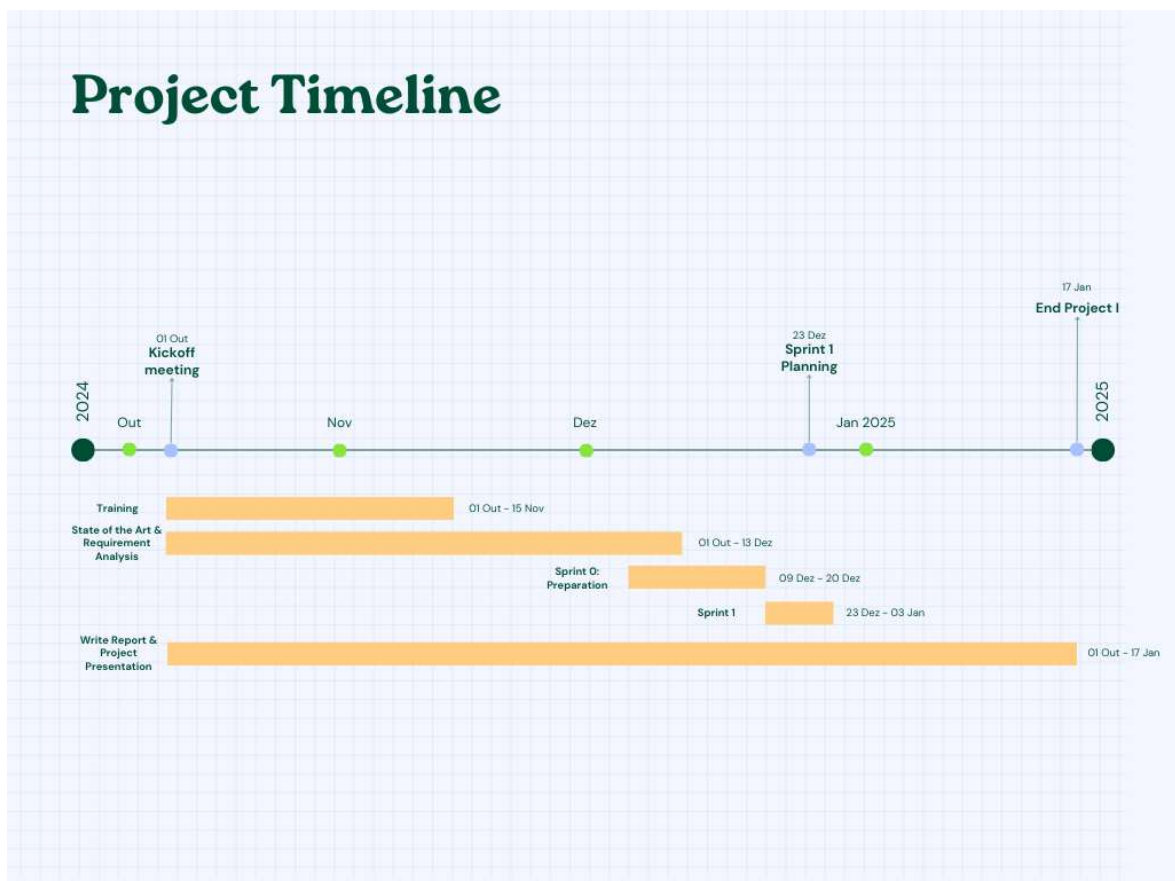 Project Timeline
17 Jan
End Project I
01 Out
Kickoff
meeting
23 Dez
Sprint 1
Planning
2024
2025
Out
Nov
Dez
Jan 2025
Training
01 Out - 15 Nov
State of the Art &
Requirement
Analysis
01 Out - 13 Dez
Sprint 0:
Preparation
09 Dez - 20 Dez
Sprint 1
23 Dez - 03 Jan
Write Report &
Project
Presentation
01 Out - 17 Jan